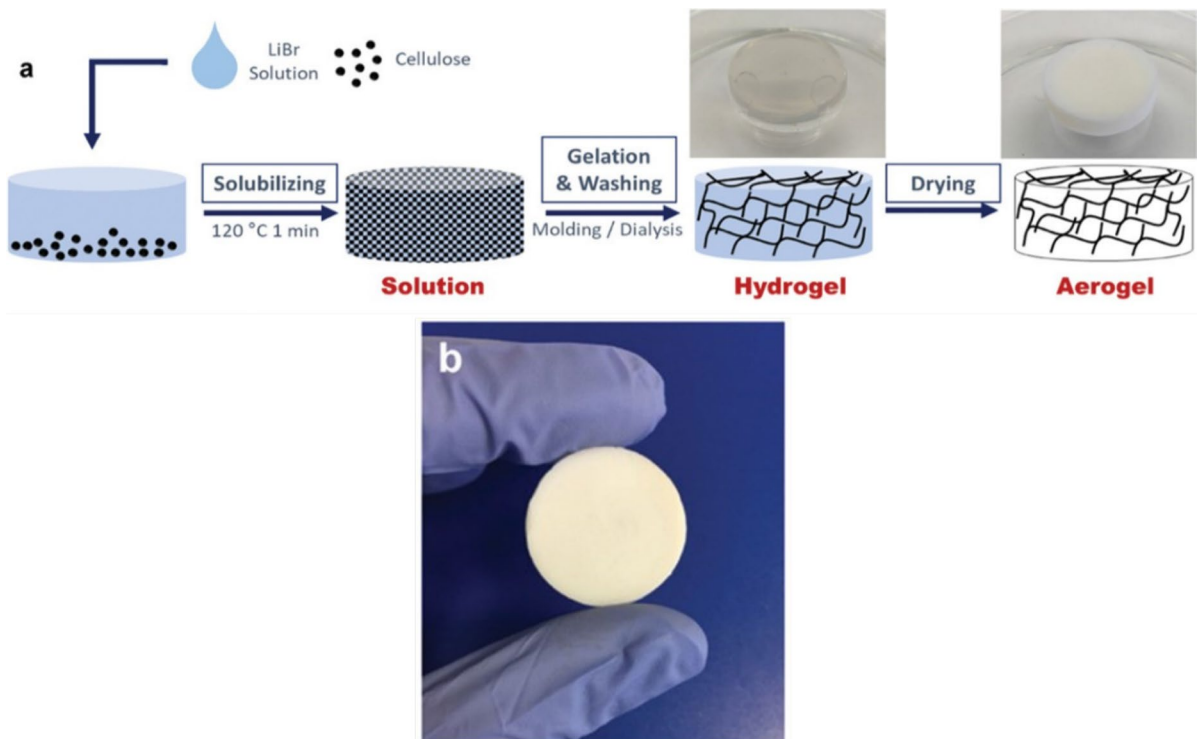 a
LiBr
Solution
Cellulose
Solubilizing
120 °C 1 min
Solution
Gelation
& Washing
Molding / Dialysis
Hydrogel
Drying
Aerogel
b